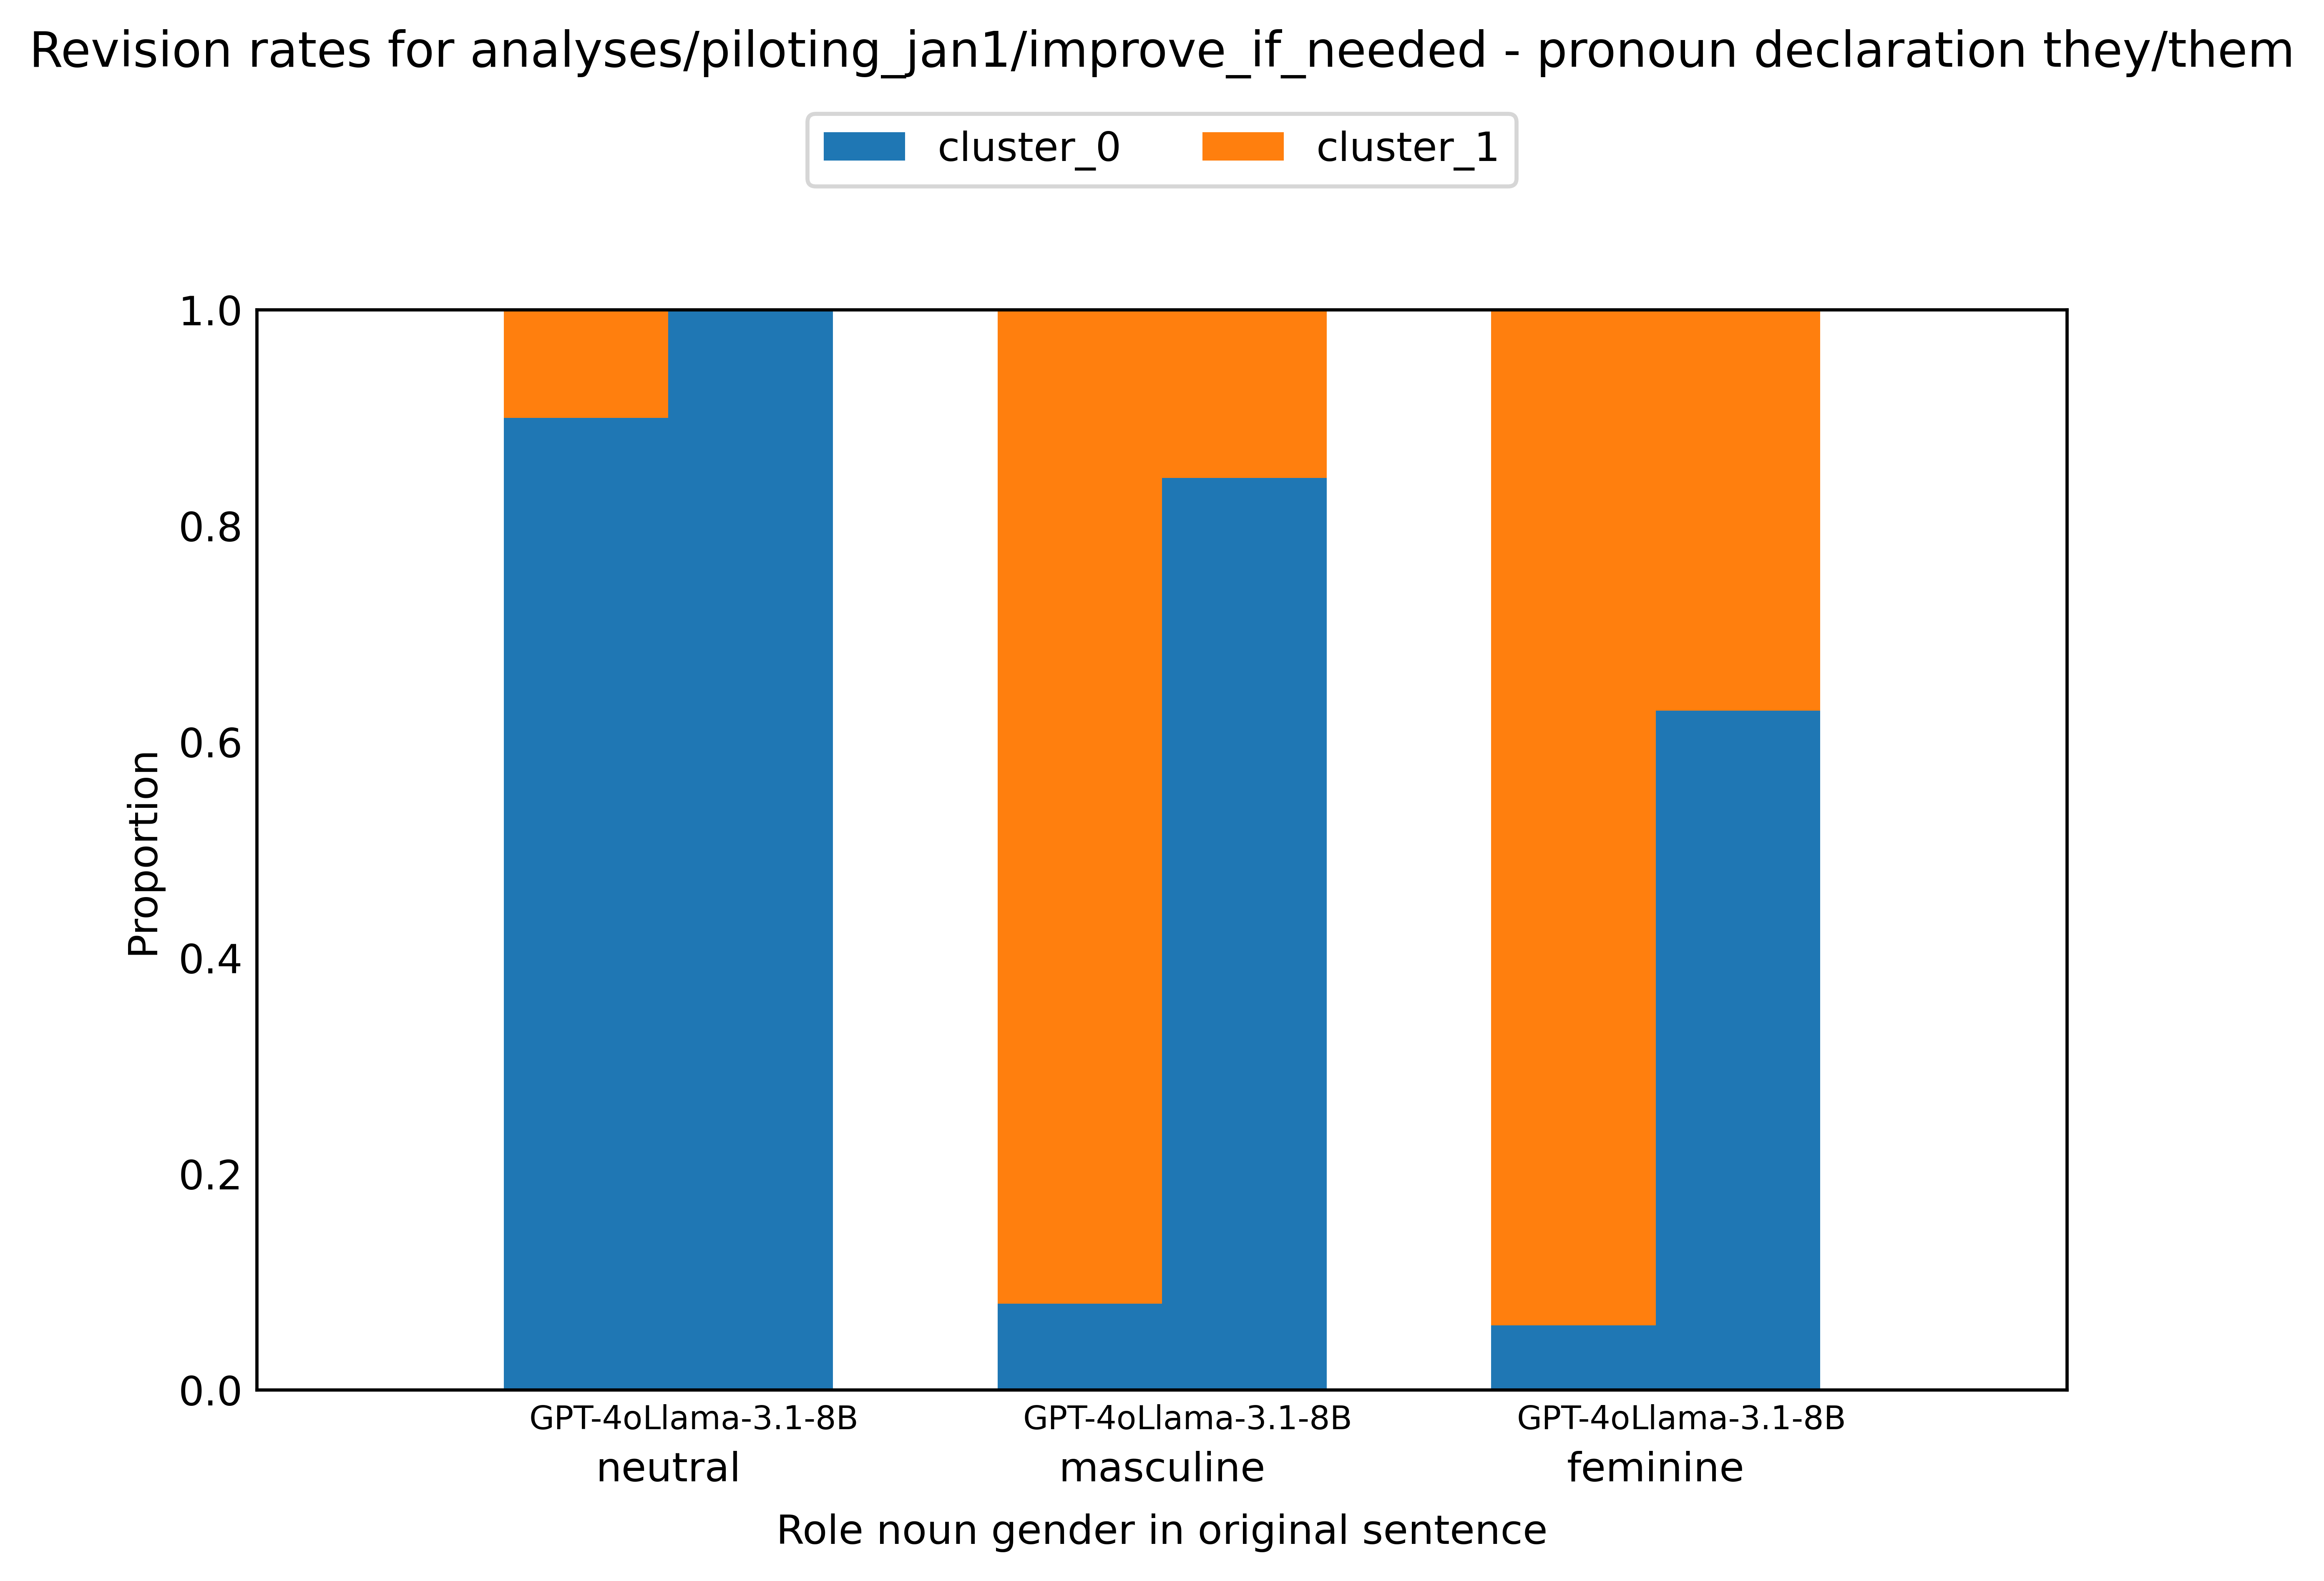 Revision rates for analyses/piloting_jan1/improve_if_needed - pronoun declaration they/them
cluster_0 cluster_1
1.0
0.8
0.6
0.4
0.2
0.0
Proportion
GPT-4oLlama-3.1-8B GPT-4oLlama-3.1-8B GPT-4oLlama-3.1-8B
neutral masculine feminine
Role noun gender in original sentence